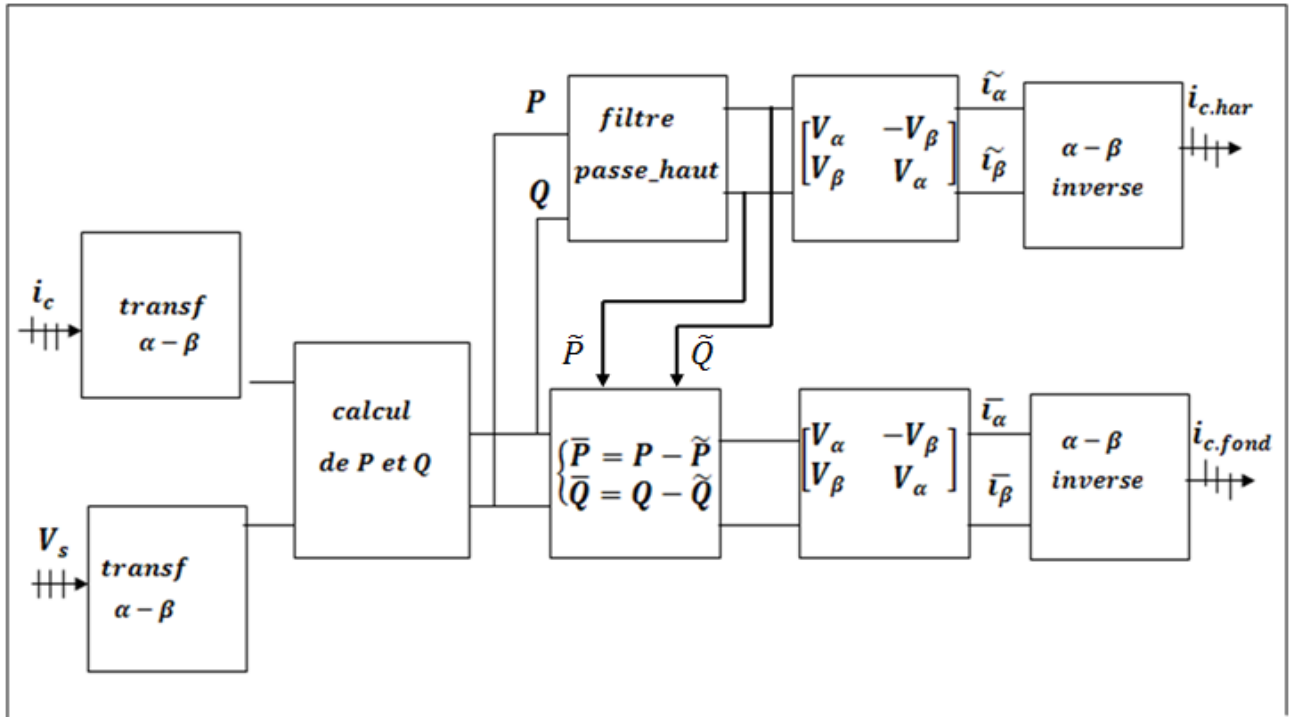 i_c
transf
α − β
V_s
transf
α − β
calcul
de P et Q
P
Q
filtre
passe_haut
P̃
Q̃
{P̄ = P − P̃
Q̄ = Q − Q̃
[V_α −V_β
V_β V_α]
ĩ_α
ĩ_β
α − β
inverse
i_c.har
[V_α −V_β
V_β V_α]
ī_α
ī_β
α − β
inverse
i_c.fond